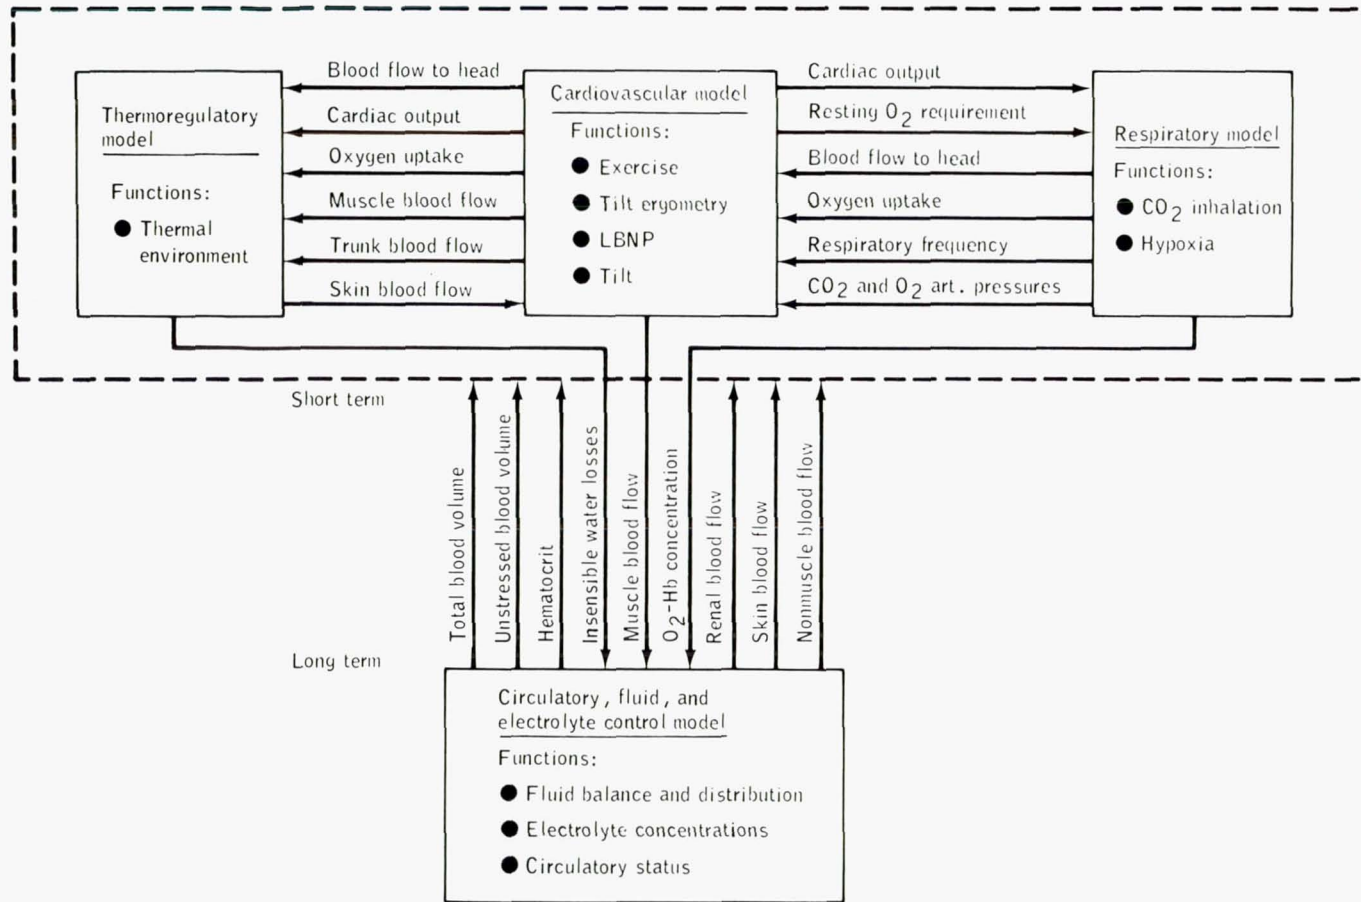 Thermoregulatory
model
Functions:
● Thermal
environment
Blood flow to head
Cardiac output
Oxygen uptake
Muscle blood flow
Trunk blood flow
Skin blood flow
Cardiovascular model
Functions:
● Exercise
● Tilt eryometry
● LBNP
● Tilt
Cardiac output
Resting O₂ requirement
Blood flow to head
Oxygen uptake
Respiratory frequency
CO₂ and O₂ art. pressures
Respiratory model
Functions:
● CO₂ inhalation
● Hypoxia
Short term
Total blood volume
Unstressed blood volume
Hematocrit
Insensible water losses
Muscle blood flow
O₂-Hb concentration
Renal blood flow
Skin blood flow
Nonmuscle blood flow
Long term
Circulatory, fluid, and
electrolyte control model
Functions:
● Fluid balance and distribution
● Electrolyte concentrations
● Circulatory status